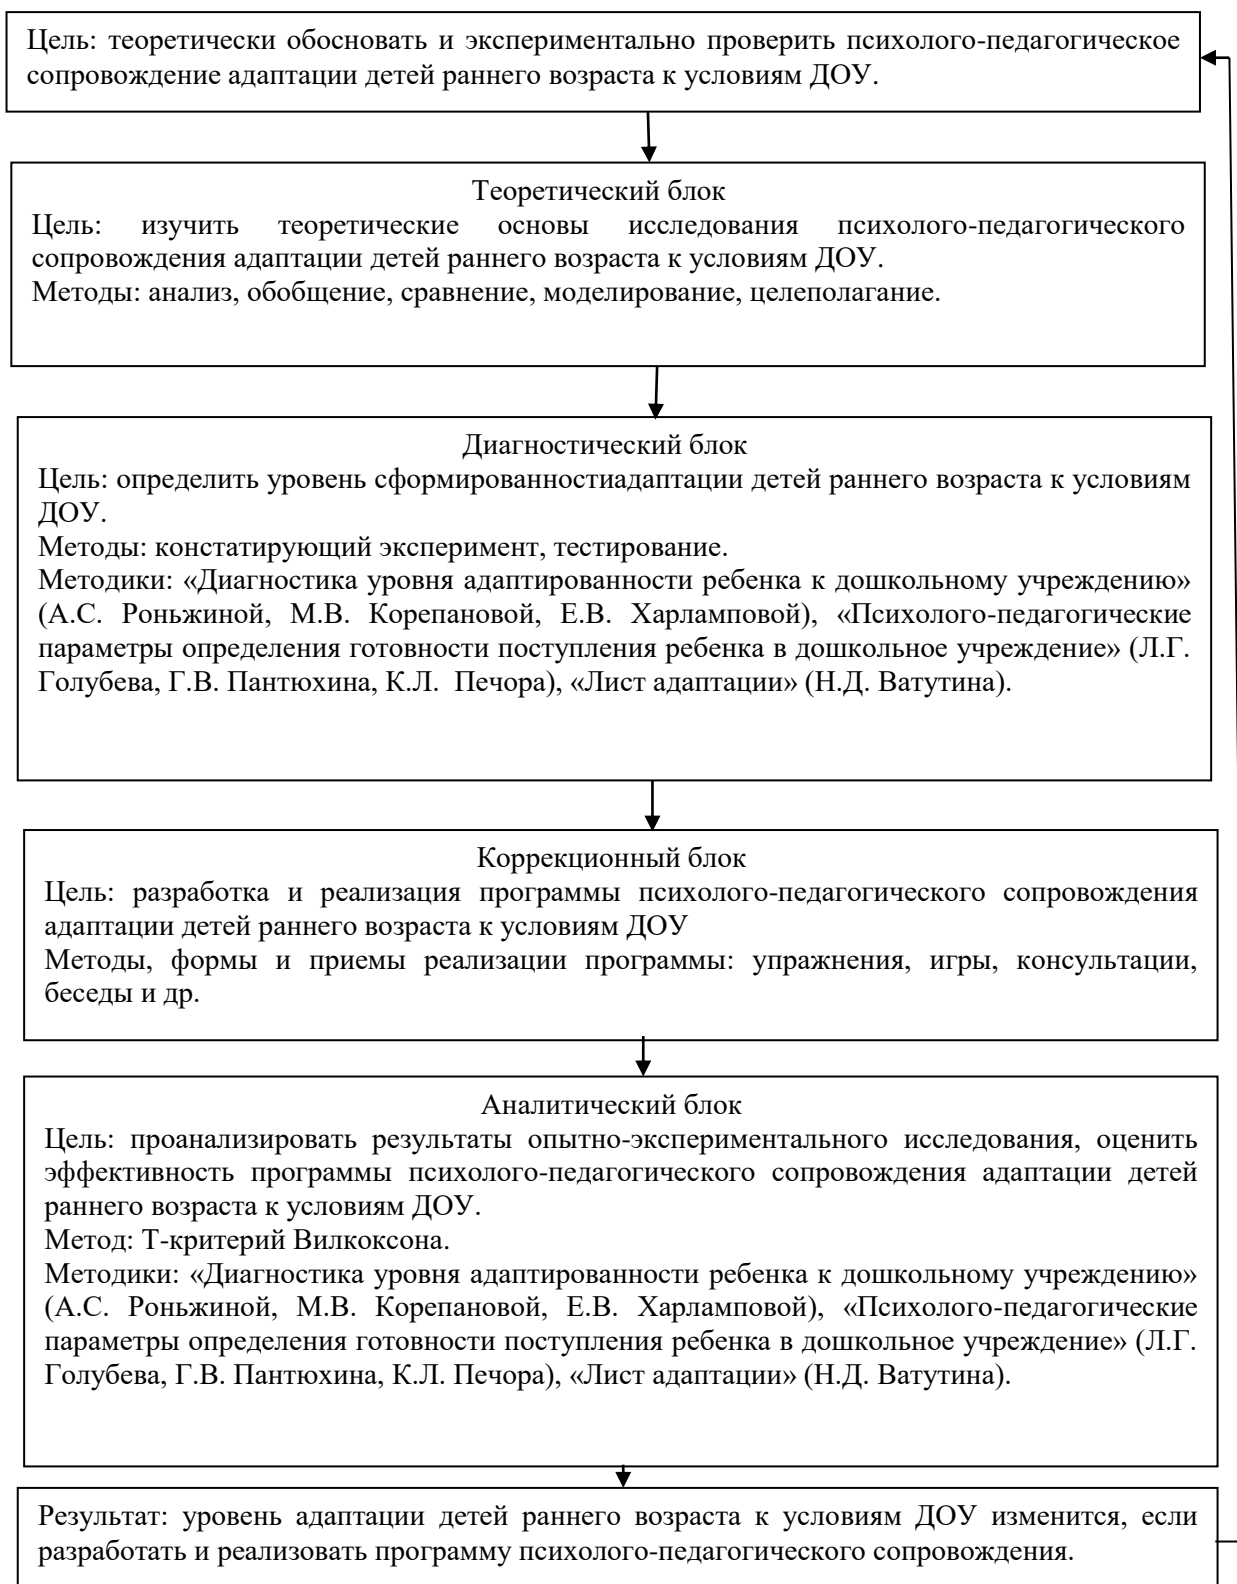 Цель: теоретически обосновать и экспериментально проверить психолого-педагогическое
сопровождение адаптации детей раннего возраста к условиям ДОУ.
Теоретический блок
Цель: изучить теоретические основы исследования психолого-педагогического
сопровождения адаптации детей раннего возраста к условиям ДОУ.
Методы: анализ, обобщение, сравнение, моделирование, целеполагание.
Диагностический блок
Цель: определить уровень сформированностиадаптации детей раннего возраста к условиям
ДОУ.
Методы: констатирующий эксперимент, тестирование.
Методики: «Диагностика уровня адаптированности ребенка к дошкольному учреждению»
(А.С. Роньжиной, М.В. Корепановой, Е.В. Харламповой), «Психолого-педагогические
параметры определения готовности поступления ребенка в дошкольное учреждение» (Л.Г.
Голубева, Г.В. Пантюхина, К.Л. Печора), «Лист адаптации» (Н.Д. Ватутина).
Коррекционный блок
Цель: разработка и реализация программы психолого-педагогического сопровождения
адаптации детей раннего возраста к условиям ДОУ
Методы, формы и приемы реализации программы: упражнения, игры, консультации,
беседы и др.
Аналитический блок
Цель: проанализировать результаты опытно-экспериментального исследования, оценить
эффективность программы психолого-педагогического сопровождения адаптации детей
раннего возраста к условиям ДОУ.
Метод: Т-критерий Вилкоксона.
Методики: «Диагностика уровня адаптированности ребенка к дошкольному учреждению»
(А.С. Роньжиной, М.В. Корепановой, Е.В. Харламповой), «Психолого-педагогические
параметры определения готовности поступления ребенка в дошкольное учреждение» (Л.Г.
Голубева, Г.В. Пантюхина, К.Л. Печора), «Лист адаптации» (Н.Д. Ватутина).
Результат: уровень адаптации детей раннего возраста к условиям ДОУ изменится, если
разработать и реализовать программу психолого-педагогического сопровождения.